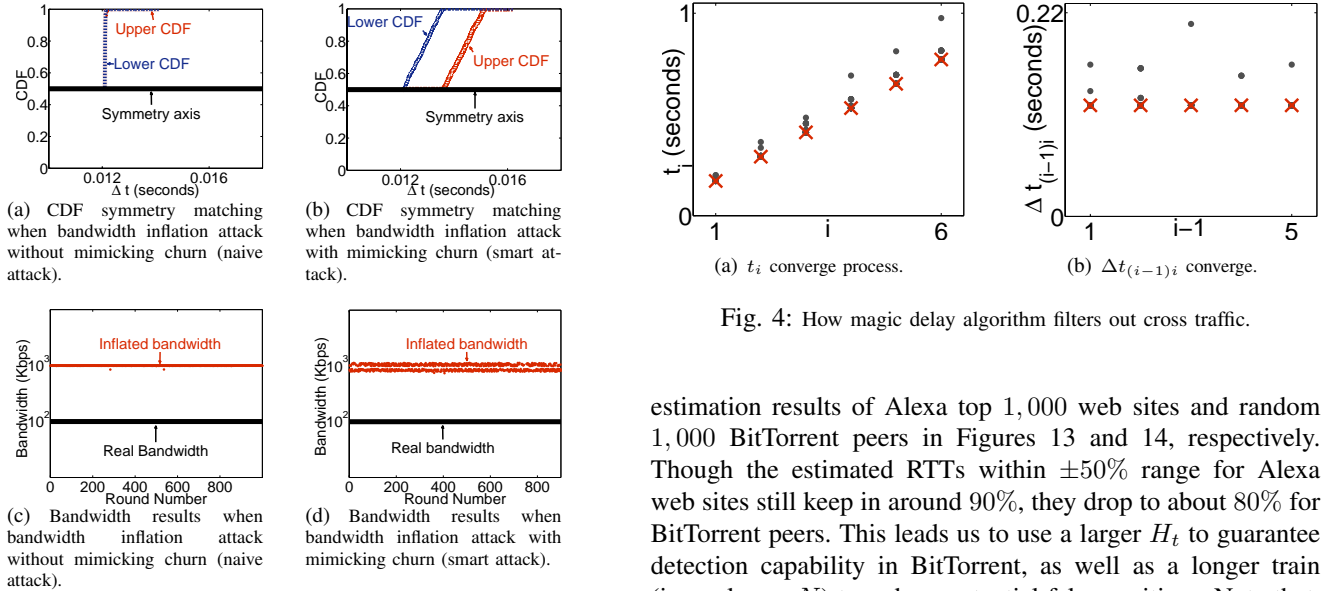 1
0.8
0.6
0.4
0.2
0
CDF
Upper CDF
Lower CDF
Symmetry axis
0.012
0.016
Δ t (seconds)
(a) CDF symmetry matching
when bandwidth inflation attack
without mimicking churn (naive
attack).
1
0.8
0.6
0.4
0.2
0
CDF
Lower CDF
Upper CDF
Symmetry axis
0.012
0.016
Δ t (seconds)
(b) CDF symmetry matching
when bandwidth inflation attack
with mimicking churn (smart at-
tack).
Bandwidth (Kbps)
10³
10²
Inflated bandwidth
Real Bandwidth
0 200 400 600 800
Round Number
(c) Bandwidth results when
bandwidth inflation attack
without mimicking churn (naive
attack).
Bandwidth (Kbps)
10³
10²
Inflated bandwidth
Real bandwidth
0 200 400 600 800
Round Number
(d) Bandwidth results when
bandwidth inflation attack with
mimicking churn (smart attack).
1
0
t_i (seconds)
1 i 6
(a) t_i converge process.
0.22
0
Δ t_(i−1)i (seconds)
1 i−1 5
(b) Δt_(i−1)i converge.
Fig. 4: How magic delay algorithm filters out cross traffic.
estimation results of Alexa top 1,000 web sites and random
1,000 BitTorrent peers in Figures 13 and 14, respectively.
Though the estimated RTTs within ±50% range for Alexa
web sites still keep in around 90%, they drop to about 80% for
BitTorrent peers. This leads us to use a larger H_t to guarantee
detection capability in BitTorrent, as well as a longer train